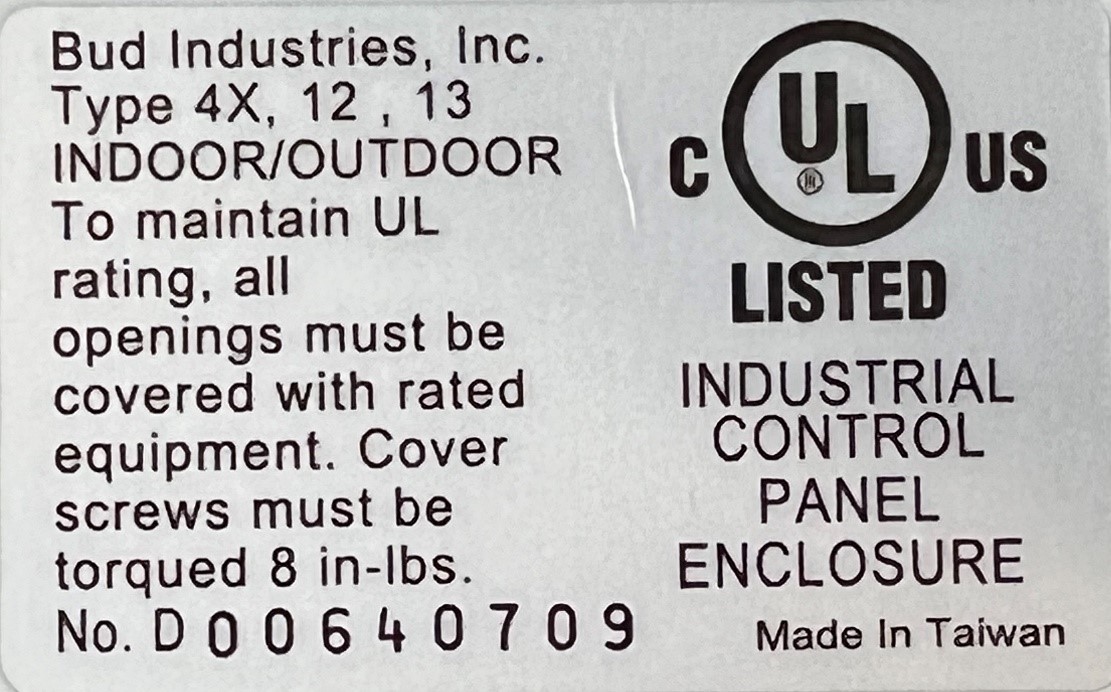 Bud Industries, Inc.
Type 4X, 12 , 13
INDOOR/OUTDOOR
To maintain UL
rating, all
openings must be
covered with rated
equipment. Cover
screws must be
torqued 8 in-lbs.
No. D00640709
C UL US
LISTED
INDUSTRIAL
CONTROL
PANEL
ENCLOSURE
Made In Taiwan